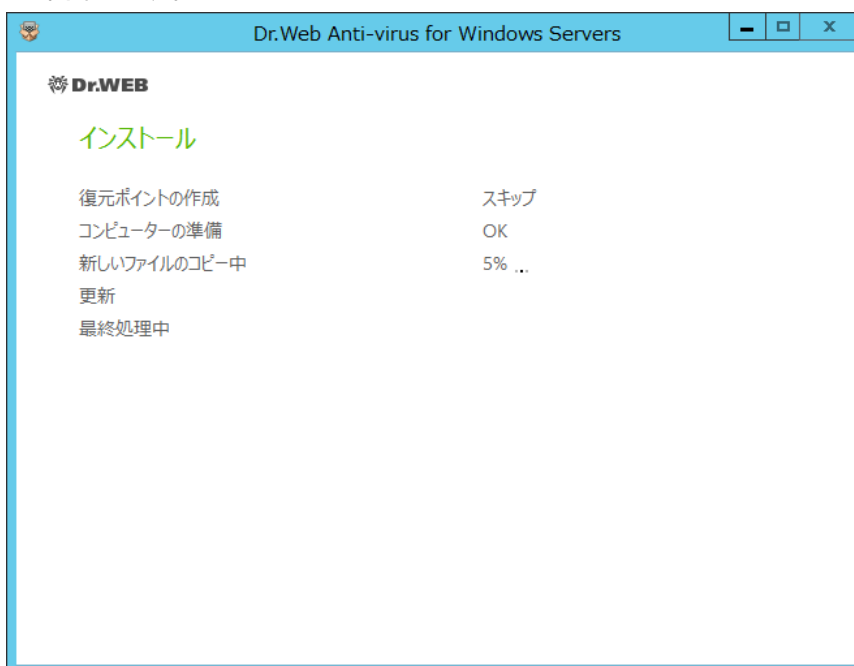 Dr.Web Anti-virus for Windows Servers
Dr.WEB
インストール
復元ポイントの作成 スキップ
コンピューターの準備 OK
新しいファイルのコピー中 5% ...
更新
最終処理中